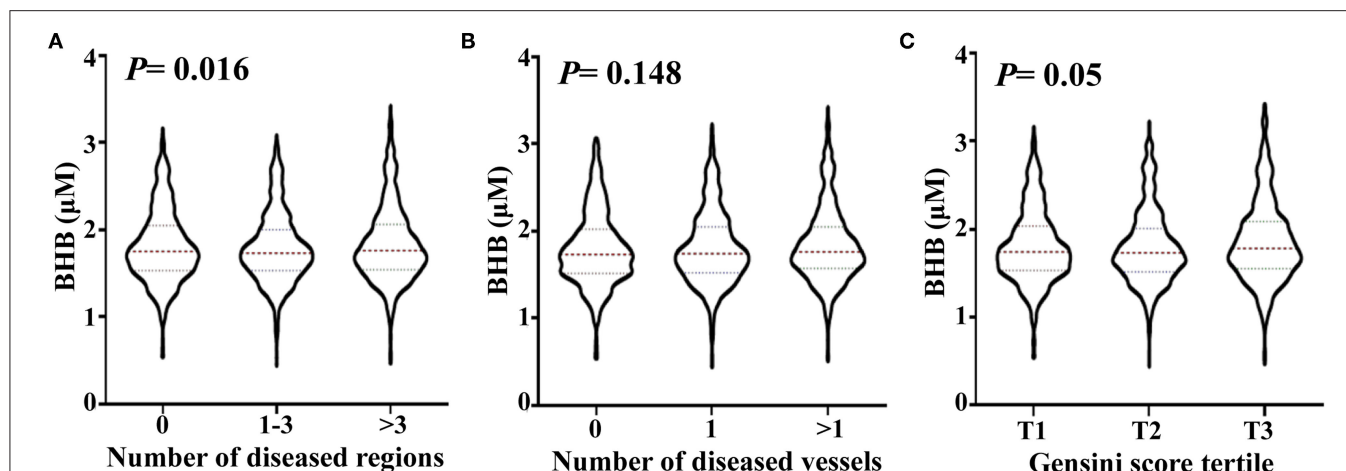 A
P= 0.016
BHB (μM)
4
3
2
1
0
0 1-3 >3
Number of diseased regions
B
P= 0.148
BHB (μM)
4
3
2
1
0
0 1 >1
Number of diseased vessels
C
P= 0.05
BHB (μM)
4
3
2
1
0
T1 T2 T3
Gensini score tertile